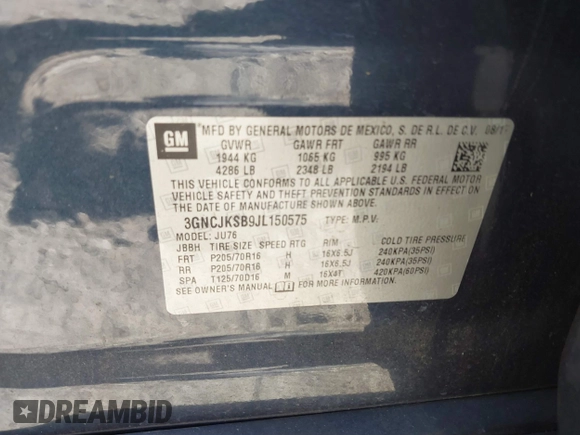 GM
MFD BY GENERAL MOTORS DE MEXICO, S. DE R.L. DE C.V. 08/1
GVWR GAWR FRT GAWR RR
1944 KG 1065 KG 995 KG
4286 LB 2348 LB 2194 LB
THIS VEHICLE CONFORMS TO ALL APPLICABLE U.S. FEDERAL MOTOR
VEHICLE SAFETY AND THEFT PREVENTION STANDARDS IN EFFECT
ON THE DATE OF MANUFACTURE SHOWN ABOVE.
3GNCJKSB9JL150575 TYPE: M.P.V.
MODEL: JU76
JBBH TIRE SIZE SPEED RTG RIM COLD TIRE PRESSURE
FRT P205/70R16 H 16X6.5J 240KPA(35PSI)
RR P205/70R16 H 16X6.5J 240KPA(35PSI)
SPA T125/70D16 M 16X4T 420KPA(60PSI)
SEE OWNER'S MANUAL
DREAMBID